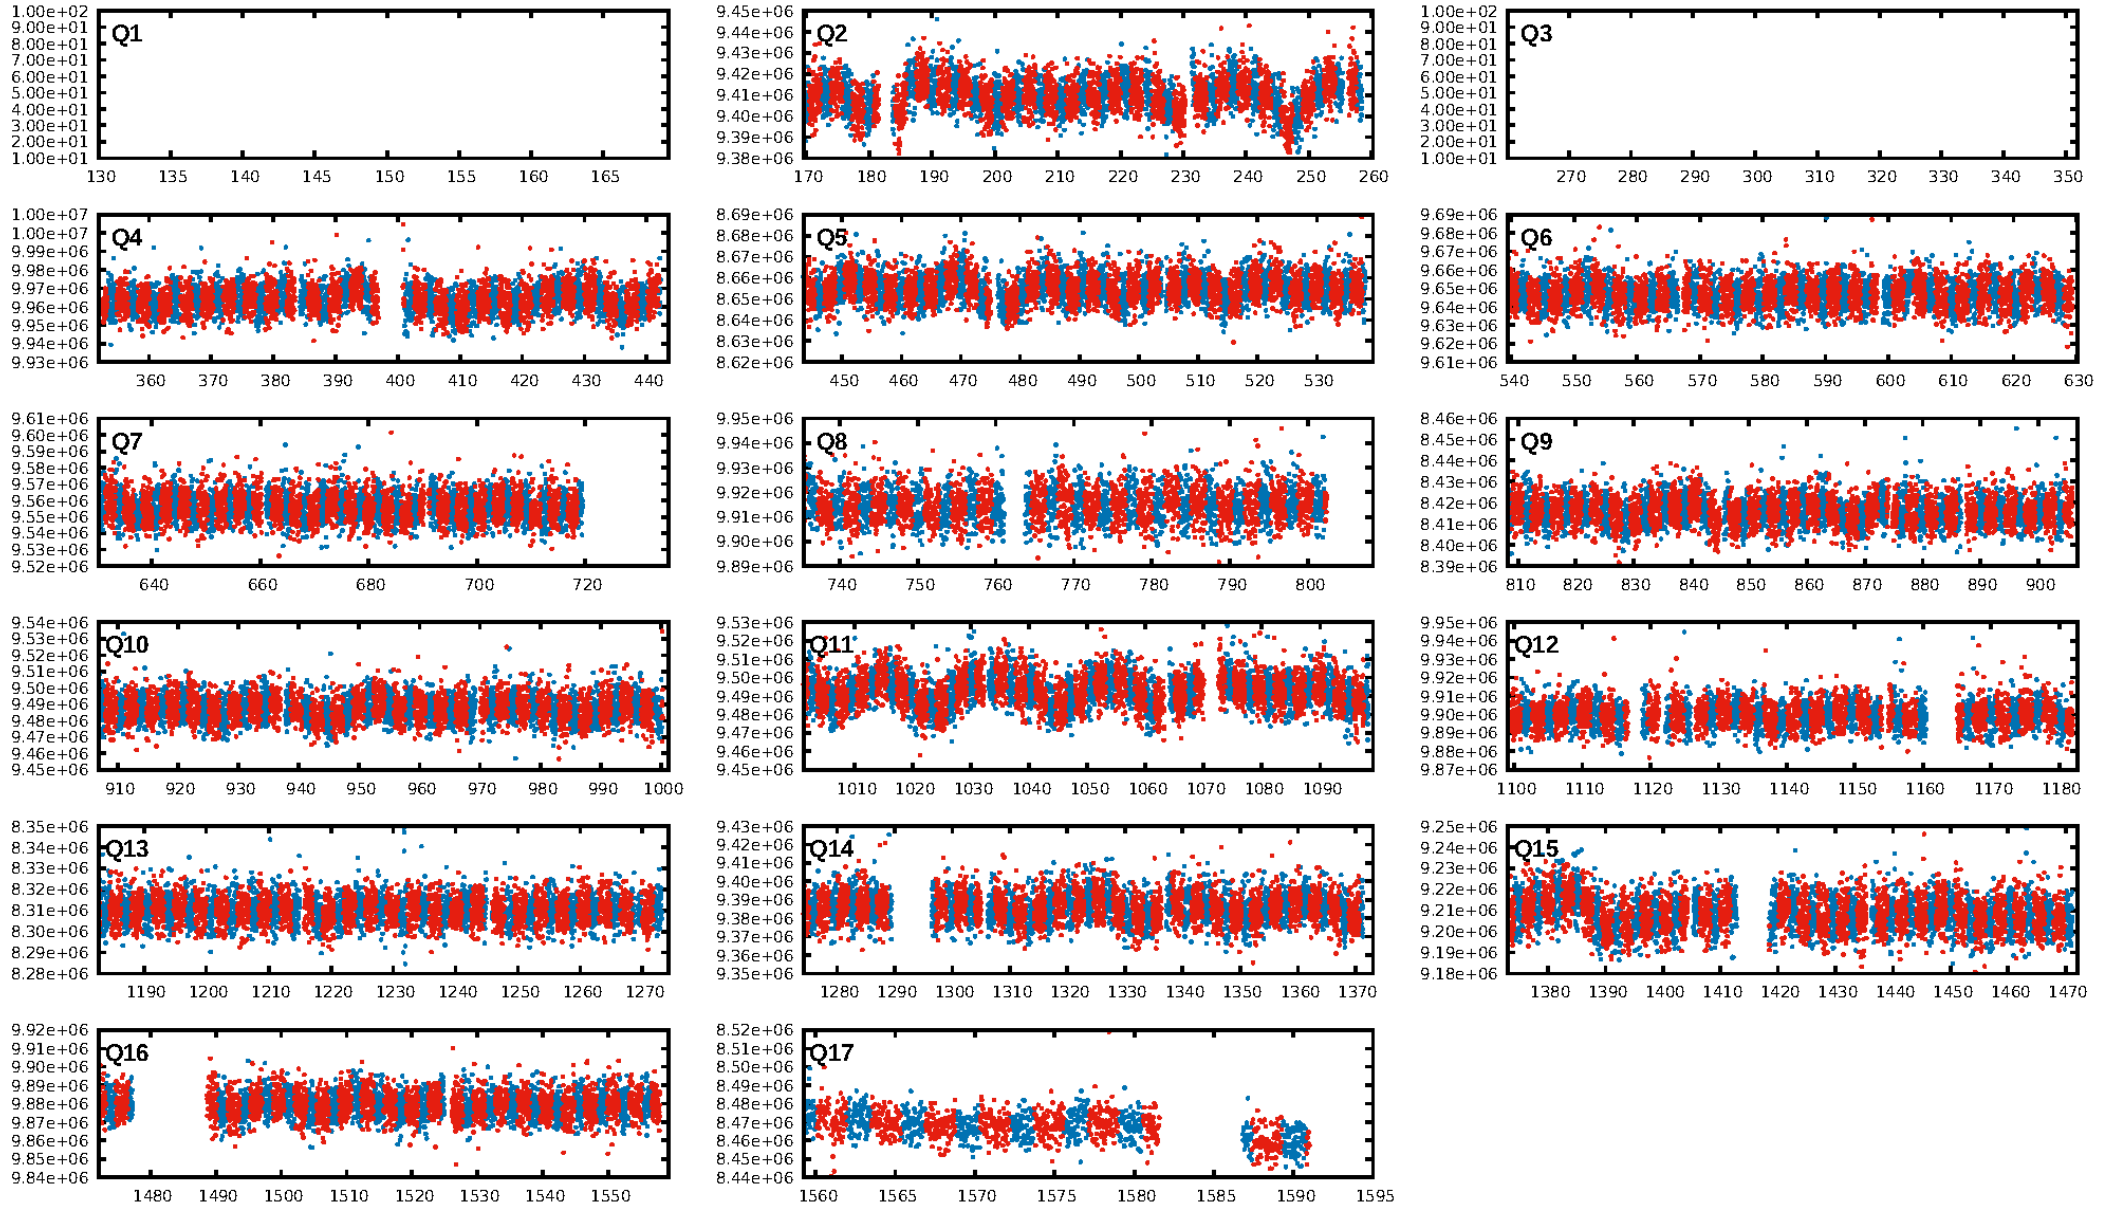 1.00e+02
9.00e+01
8.00e+01
7.00e+01
6.00e+01
5.00e+01
4.00e+01
3.00e+01
2.00e+01
1.00e+01
Q1
130 135 140 145 150 155 160 165
9.45e+06
9.44e+06
9.43e+06
9.42e+06
9.41e+06
9.40e+06
9.39e+06
9.38e+06
Q2
170 180 190 200 210 220 230 240 250 260
1.00e+02
9.00e+01
8.00e+01
7.00e+01
6.00e+01
5.00e+01
4.00e+01
3.00e+01
2.00e+01
1.00e+01
Q3
270 280 290 300 310 320 330 340 350
1.00e+07
1.00e+07
9.99e+06
9.98e+06
9.97e+06
9.96e+06
9.95e+06
9.94e+06
9.93e+06
Q4
360 370 380 390 400 410 420 430 440
8.69e+06
8.68e+06
8.67e+06
8.66e+06
8.65e+06
8.64e+06
8.63e+06
8.62e+06
Q5
450 460 470 480 490 500 510 520 530
9.69e+06
9.68e+06
9.67e+06
9.66e+06
9.65e+06
9.64e+06
9.63e+06
9.62e+06
9.61e+06
Q6
540 550 560 570 580 590 600 610 620 630
9.61e+06
9.60e+06
9.59e+06
9.58e+06
9.57e+06
9.56e+06
9.55e+06
9.54e+06
9.53e+06
9.52e+06
Q7
640 660 680 700 720
9.95e+06
9.94e+06
9.93e+06
9.92e+06
9.91e+06
9.90e+06
9.89e+06
Q8
740 750 760 770 780 790 800
8.46e+06
8.45e+06
8.44e+06
8.43e+06
8.42e+06
8.41e+06
8.40e+06
8.39e+06
Q9
810 820 830 840 850 860 870 880 890 900
9.54e+06
9.53e+06
9.52e+06
9.51e+06
9.50e+06
9.49e+06
9.48e+06
9.47e+06
9.46e+06
9.45e+06
Q10
910 920 930 940 950 960 970 980 990 1000
9.53e+06
9.52e+06
9.51e+06
9.50e+06
9.49e+06
9.48e+06
9.47e+06
9.46e+06
9.45e+06
Q11
1010 1020 1030 1040 1050 1060 1070 1080 1090
9.95e+06
9.94e+06
9.93e+06
9.92e+06
9.91e+06
9.90e+06
9.89e+06
9.88e+06
9.87e+06
Q12
1100 1110 1120 1130 1140 1150 1160 1170 1180
8.35e+06
8.34e+06
8.33e+06
8.32e+06
8.31e+06
8.30e+06
8.29e+06
8.28e+06
Q13
1190 1200 1210 1220 1230 1240 1250 1260 1270
9.43e+06
9.42e+06
9.41e+06
9.40e+06
9.39e+06
9.38e+06
9.37e+06
9.36e+06
9.35e+06
Q14
1280 1290 1300 1310 1320 1330 1340 1350 1360 1370
9.25e+06
9.24e+06
9.23e+06
9.22e+06
9.21e+06
9.20e+06
9.19e+06
9.18e+06
Q15
1380 1390 1400 1410 1420 1430 1440 1450 1460 1470
9.92e+06
9.91e+06
9.90e+06
9.89e+06
9.88e+06
9.87e+06
9.86e+06
9.85e+06
9.84e+06
Q16
1480 1490 1500 1510 1520 1530 1540 1550
8.52e+06
8.51e+06
8.50e+06
8.49e+06
8.48e+06
8.47e+06
8.46e+06
8.45e+06
8.44e+06
Q17
1560 1565 1570 1575 1580 1585 1590 1595